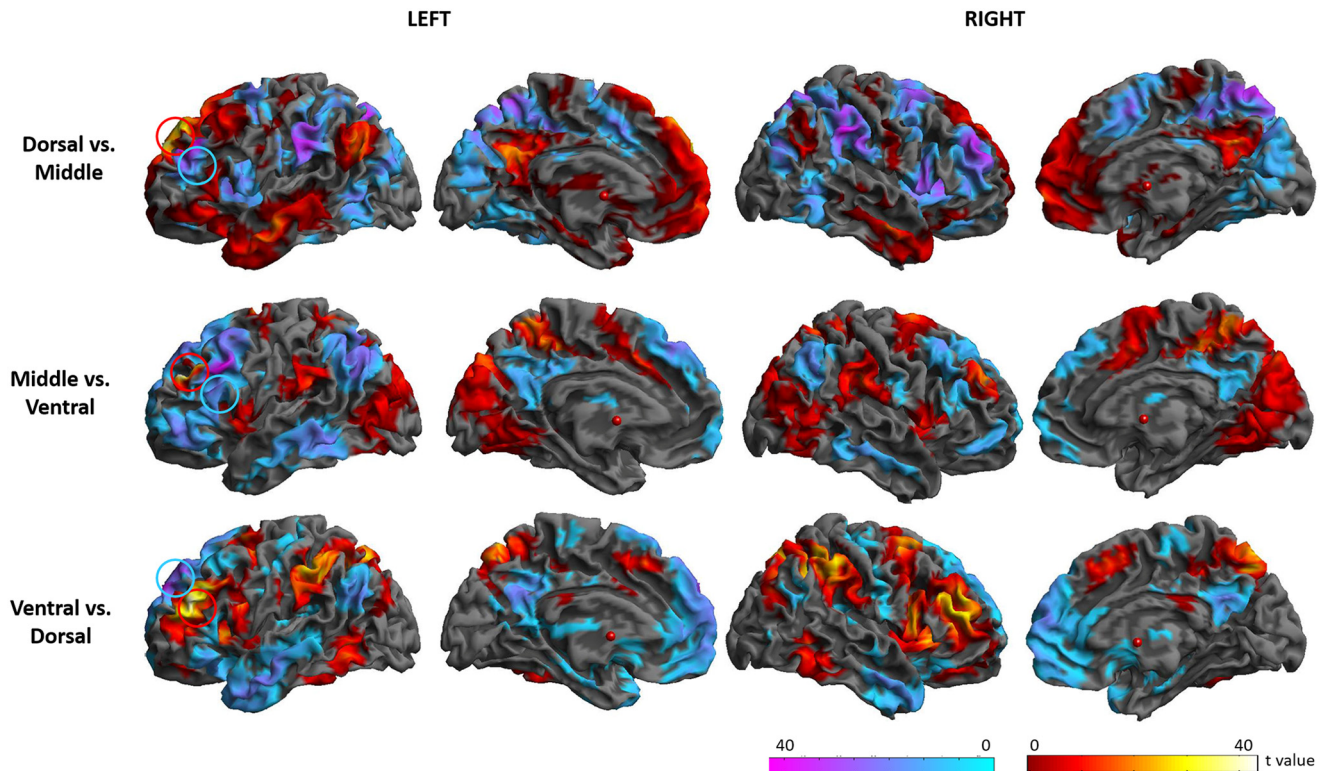 LEFT
RIGHT
Dorsal vs.
Middle
Middle vs.
Ventral
Ventral vs.
Dorsal
40 0
0 40
t value